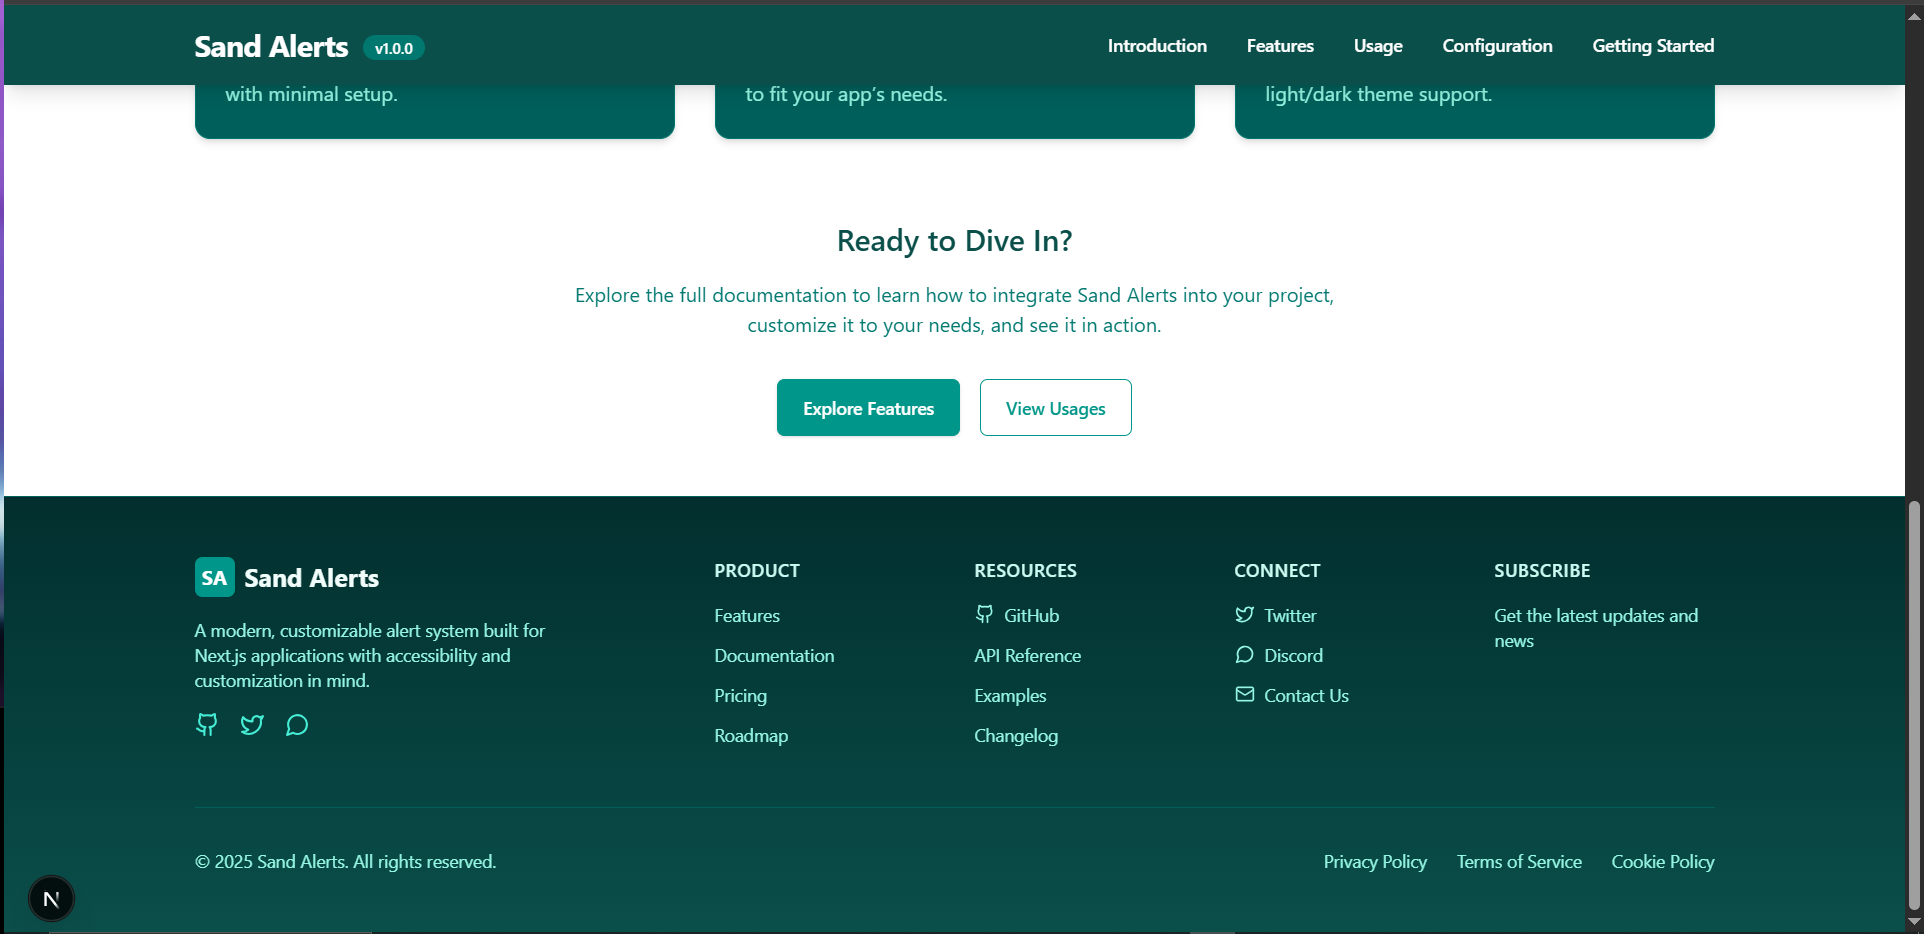 Sand Alerts v1.0.0
Introduction Features Usage Configuration Getting Started
with minimal setup.
to fit your app’s needs.
light/dark theme support.
Ready to Dive In?
Explore the full documentation to learn how to integrate Sand Alerts into your project,
customize it to your needs, and see it in action.
Explore Features View Usages
SA Sand Alerts
A modern, customizable alert system built for
Next.js applications with accessibility and
customization in mind.
PRODUCT
Features
Documentation
Pricing
Roadmap
RESOURCES
GitHub
API Reference
Examples
Changelog
CONNECT
Twitter
Discord
Contact Us
SUBSCRIBE
Get the latest updates and
news
© 2025 Sand Alerts. All rights reserved.
Privacy Policy Terms of Service Cookie Policy
N